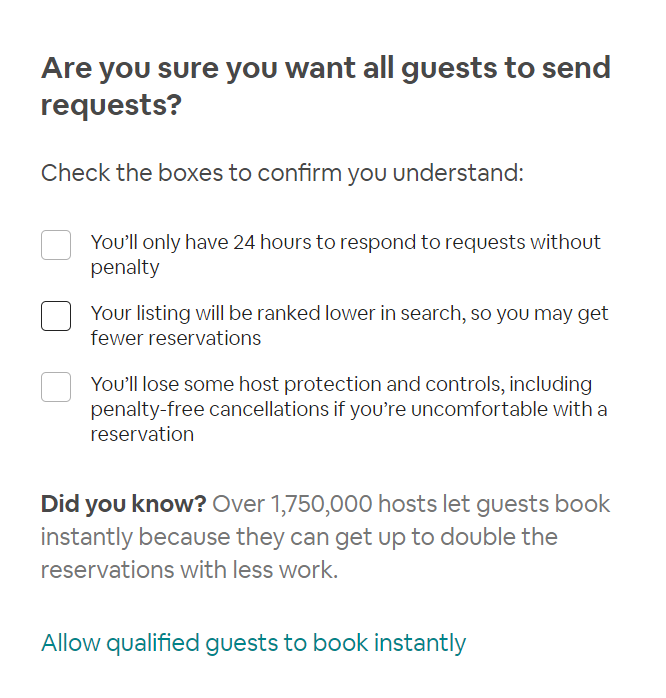 Are you sure you want all guests to send
requests?
Check the boxes to confirm you understand:
You’ll only have 24 hours to respond to requests without
penalty
Your listing will be ranked lower in search, so you may get
fewer reservations
You’ll lose some host protection and controls, including
penalty-free cancellations if you’re uncomfortable with a
reservation
Did you know? Over 1,750,000 hosts let guests book
instantly because they can get up to double the
reservations with less work.
Allow qualified guests to book instantly